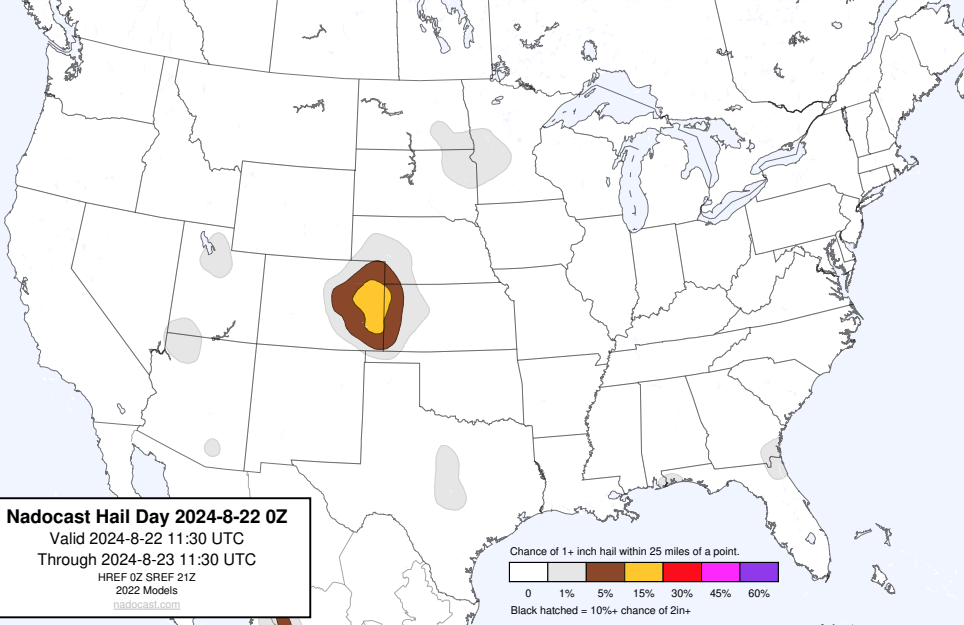 Nadocast Hail Day 2024-8-22 0Z
Valid 2024-8-22 11:30 UTC
Through 2024-8-23 11:30 UTC
HREF 0Z SREF 21Z
2022 Models
nadocast.com
Chance of 1+ inch hail within 25 miles of a point.
0 1% 5% 15% 30% 45% 60%
Black hatched = 10%+ chance of 2in+